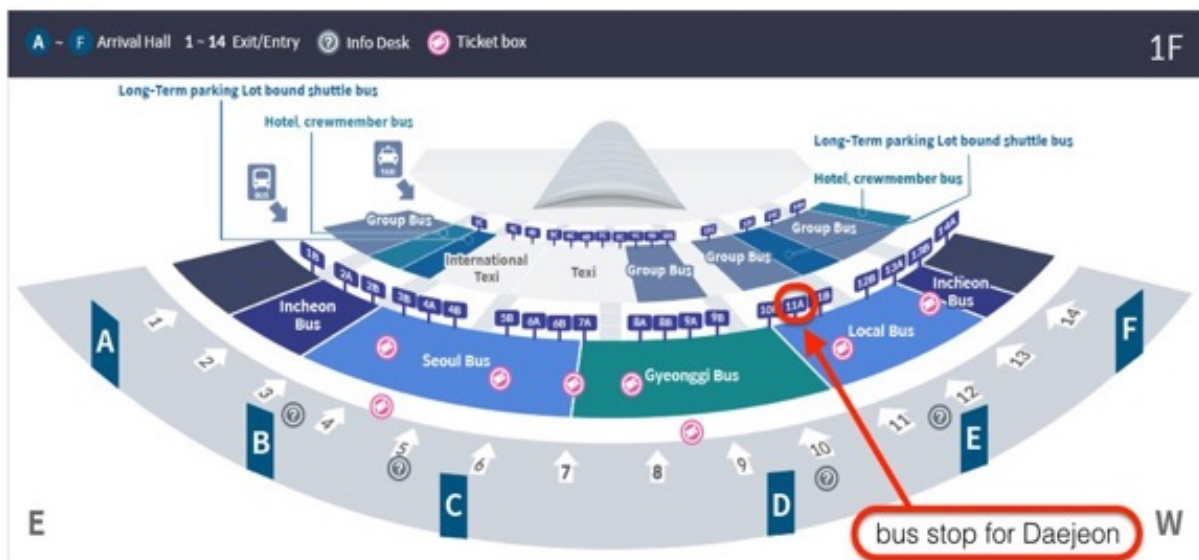 A ~ F Arrival Hall 1 ~ 14 Exit/Entry Info Desk Ticket box
1F
Long-Term parking Lot bound shuttle bus
Hotel, crewmember bus
BUS
TAXI
Long-Term parking Lot bound shuttle bus
Hotel, crewmember bus
Group Bus
International
Texi
Texi
Group Bus
Group Bus
Group Bus
1B 2A 2B 3B 4A 4B 5B 6A 6B 7A 8A 8B 9A 9B 11A 12B 13A 13B 14A
Incheon
Bus
Seoul Bus
Gyeonggi Bus
Local Bus
Incheon
Bus
1 2 3 4 5 6 7 8 9 10 11 12 13 14
A B C D E F
E
W
bus stop for Daejeon